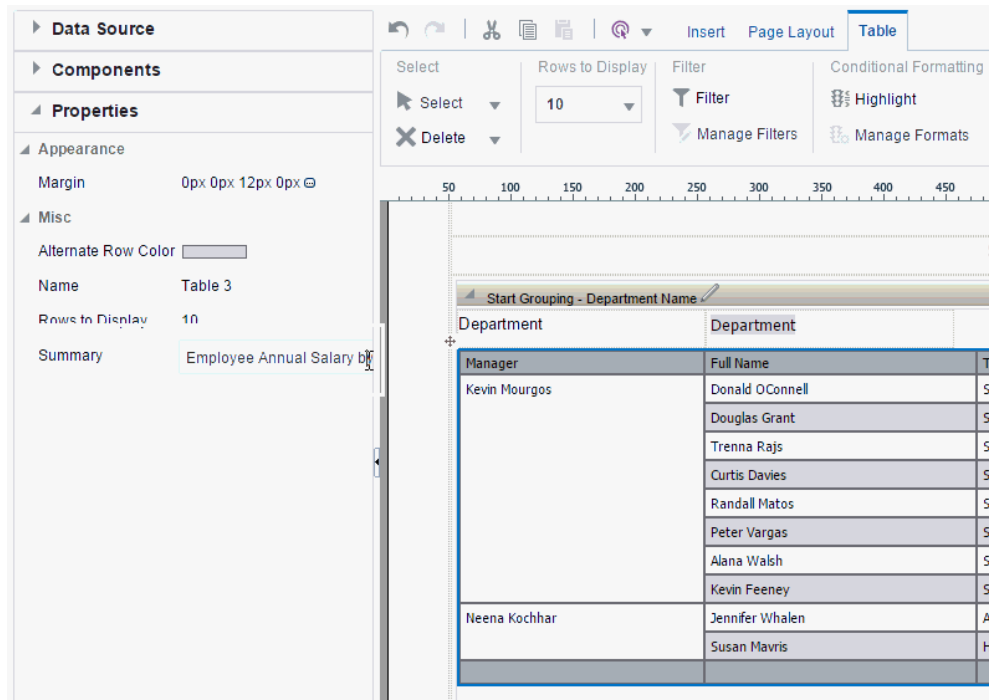 Data Source
Components
Properties
Appearance
Margin 0px 0px 12px 0px
Misc
Alternate Row Color
Name Table 3
Rows to Display 10
Summary Employee Annual Salary by
Insert Page Layout Table
Select Rows to Display Filter Conditional Formatting
Select 10 Filter Highlight
Delete Manage Filters Manage Formats
50 100 150 200 250 300 350 400 450
Start Grouping - Department Name
Department Department
Manager Full Name T
Kevin Mourgos Donald OConnell S
Douglas Grant S
Trenna Rajs S
Curtis Davies S
Randall Matos S
Peter Vargas S
Alana Walsh S
Kevin Feeney S
Neena Kochhar Jennifer Whalen A
Susan Mavris H